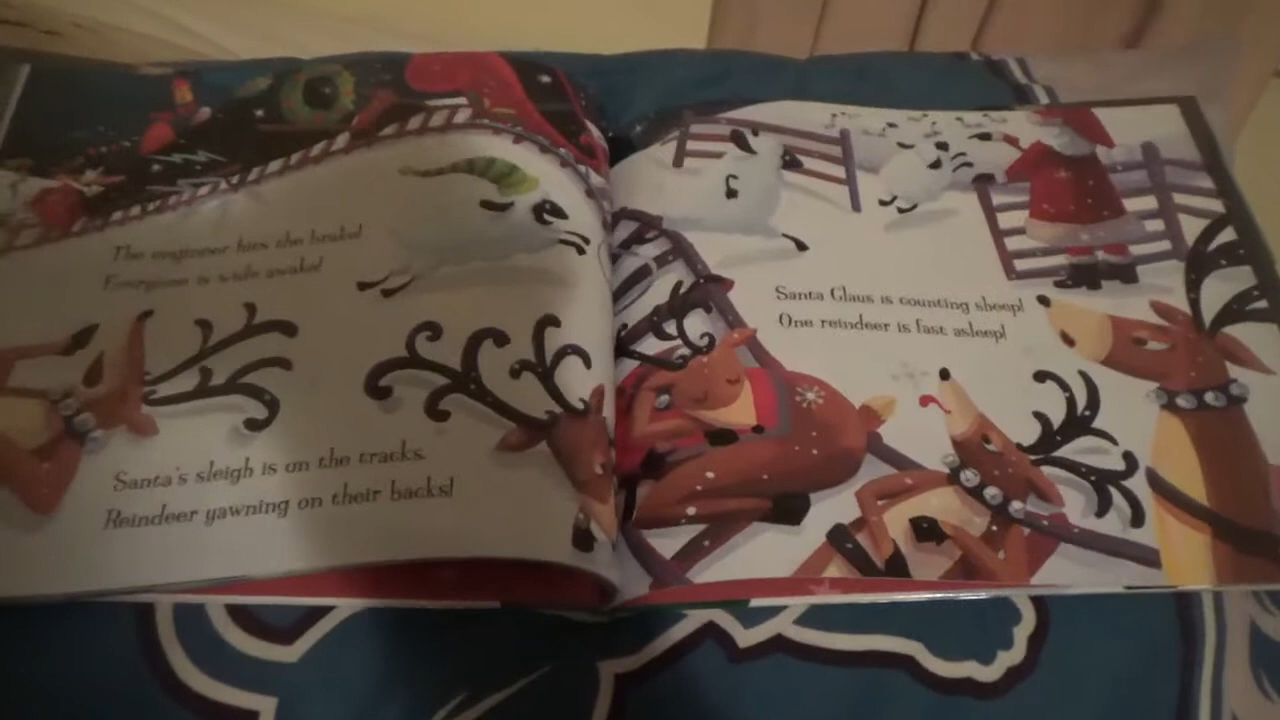 The engineer hits the brake!
Everyone is wide awake!
Santa's sleigh is on the tracks.
Reindeer yawning on their backs!
Santa Claus is counting sheep!
One reindeer is fast asleep!